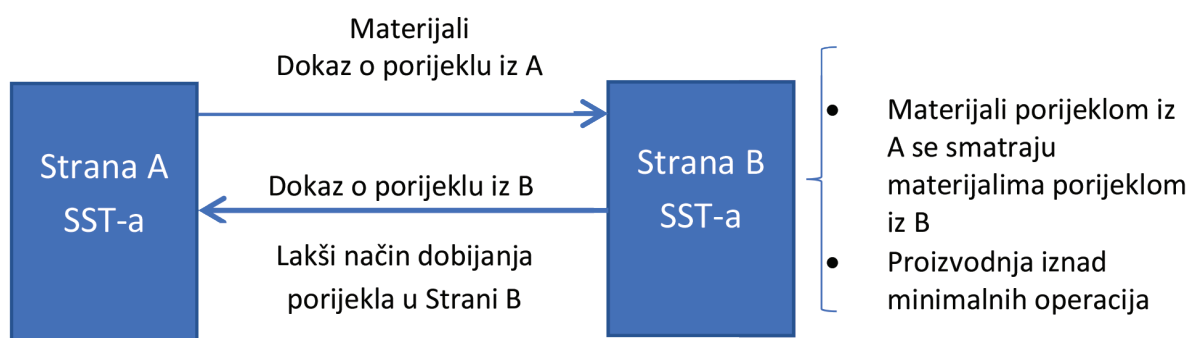 Materijali
Dokaz o porijeklu iz A
Strana A
SST-a
Dokaz o porijeklu iz B
Lakši način dobijanja
porijekla u Strani B
Strana B
SST-a
• Materijali porijeklom iz
A se smatraju
materijalima porijeklom
iz B
• Proizvodnja iznad
minimalnih operacija